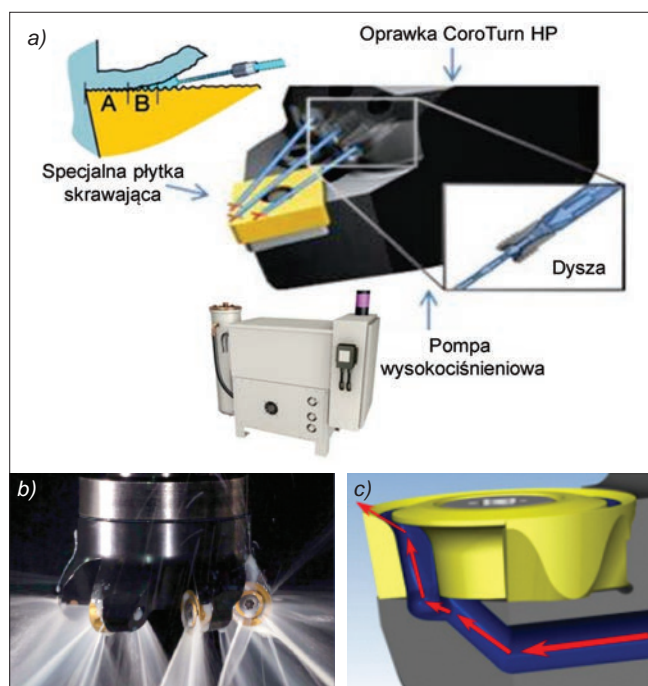 a)
Oprawka CoroTurn HP
A B
Specjalna płytka
skrawająca
Dysza
Pompa
wysokociśnieniowa
b)
c)